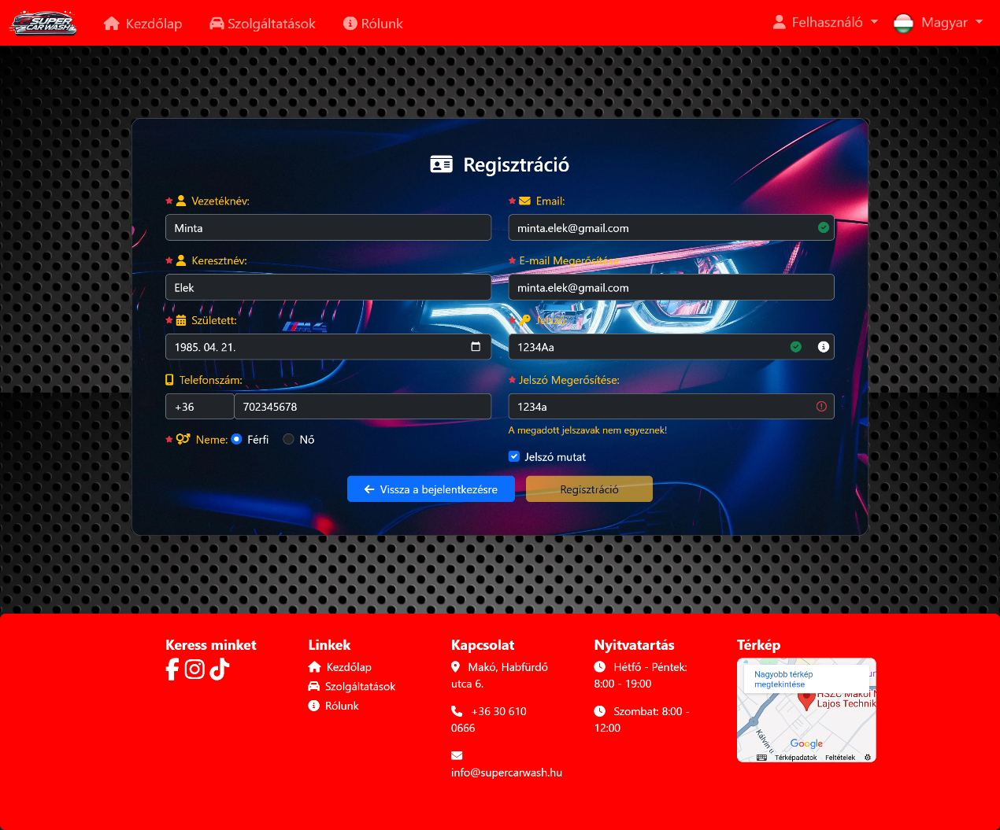 SUPER
CAR WASH
Kezdőlap
Szolgáltatások
Rólunk
Felhasználó
Magyar
Regisztráció
Vezetéknév:
Minta
Keresztnév:
Elek
Született:
1985. 04. 21.
Telefonszám:
+36
702345678
Neme:
Férfi
Nő
Email:
minta.elek@gmail.com
E-mail Megerősítése:
minta.elek@gmail.com
Jelszó:
1234Aa
Jelszó Megerősítése:
1234a
A megadott jelszavak nem egyeznek!
Jelszó mutat
Vissza a bejelentkezésre
Regisztráció
Keress minket
Linkek
Kezdőlap
Szolgáltatások
Rólunk
Kapcsolat
Makó, Habfürdő
utca 6.
+36 30 610
0666
info@supercarwash.hu
Nyitvatartás
Hétfő - Péntek:
8:00 - 19:00
Szombat: 8:00 -
12:00
Térkép
Nagyobb térkép
megtekintése
HSZC Makói N
Lajos Technik
Kálvin u
Google
Térképadatok
Feltételek